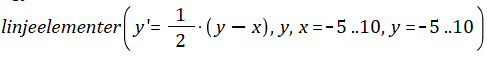 linjeelementer(y'= 1/2·(y − x), y, x =−5 ..10, y =−5 ..10)